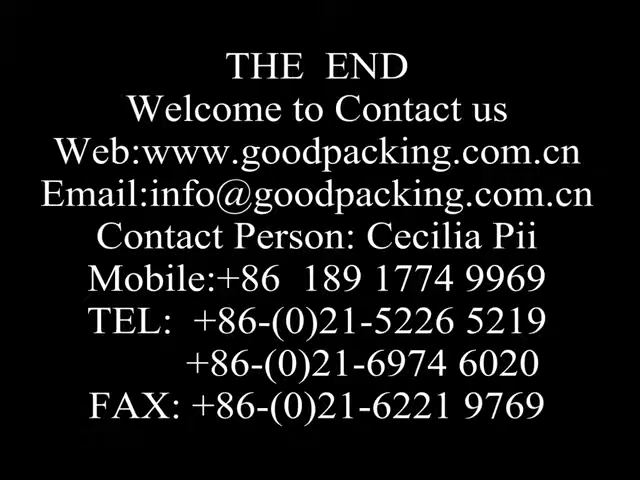 THE  END
Welcome to Contact us
Web:www.goodpacking.com.cn
Email:info@goodpacking.com.cn
Contact Person: Cecilia Pii
Mobile:+86  189 1774 9969
TEL:  +86-(0)21-5226 5219
+86-(0)21-6974 6020
FAX: +86-(0)21-6221 9769